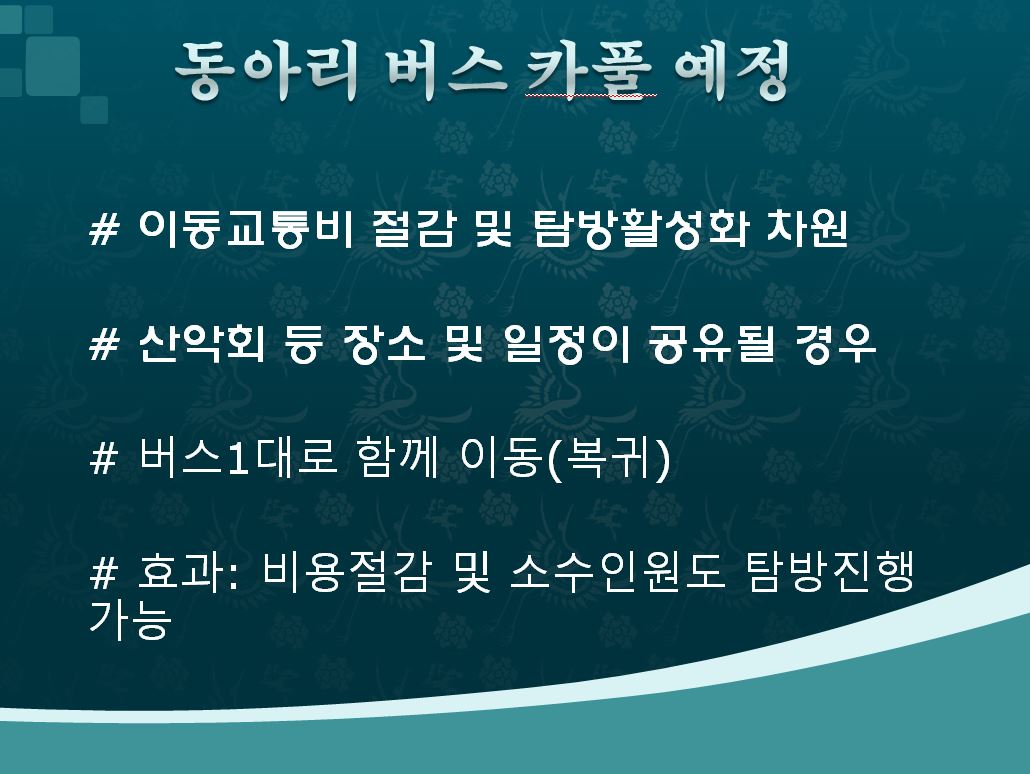 동아리 버스 카풀 예정
# 이동교통비 절감 및 탐방활성화 차원
# 산악회 등 장소 및 일정이 공유될 경우
# 버스1대로 함께 이동(복귀)
# 효과: 비용절감 및 소수인원도 탐방진행
가능